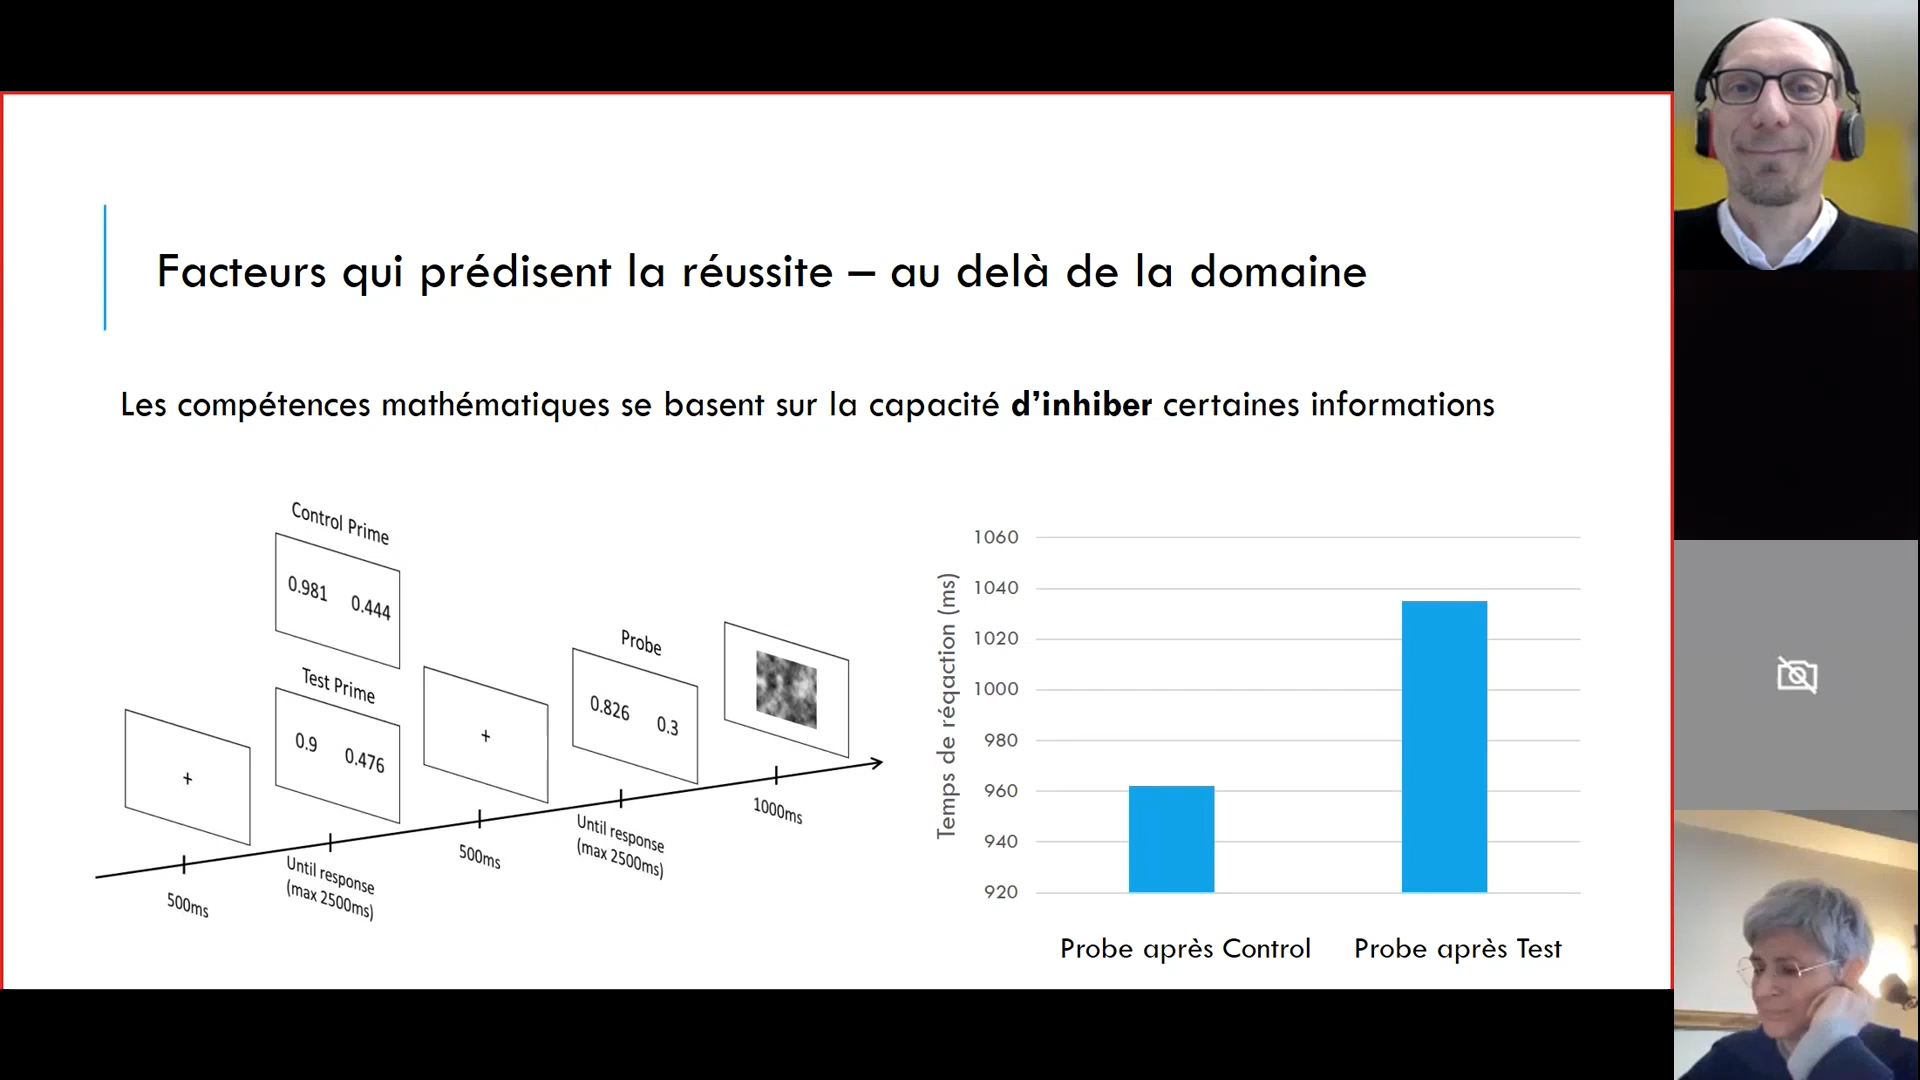 Facteurs qui prédisent la réussite – au delà de la domaine
Les compétences mathématiques se basent sur la capacité d'inhiber certaines informations
Control Prime
0.981 0.444
Test Prime
0.9 0.476
+
+
Probe
0.826 0.3
500ms
Until response
(max 2500ms)
500ms
Until response
(max 2500ms)
1000ms
Temps de réqaction (ms)
1060
1040
1020
1000
980
960
940
920
Probe après Control
Probe après Test